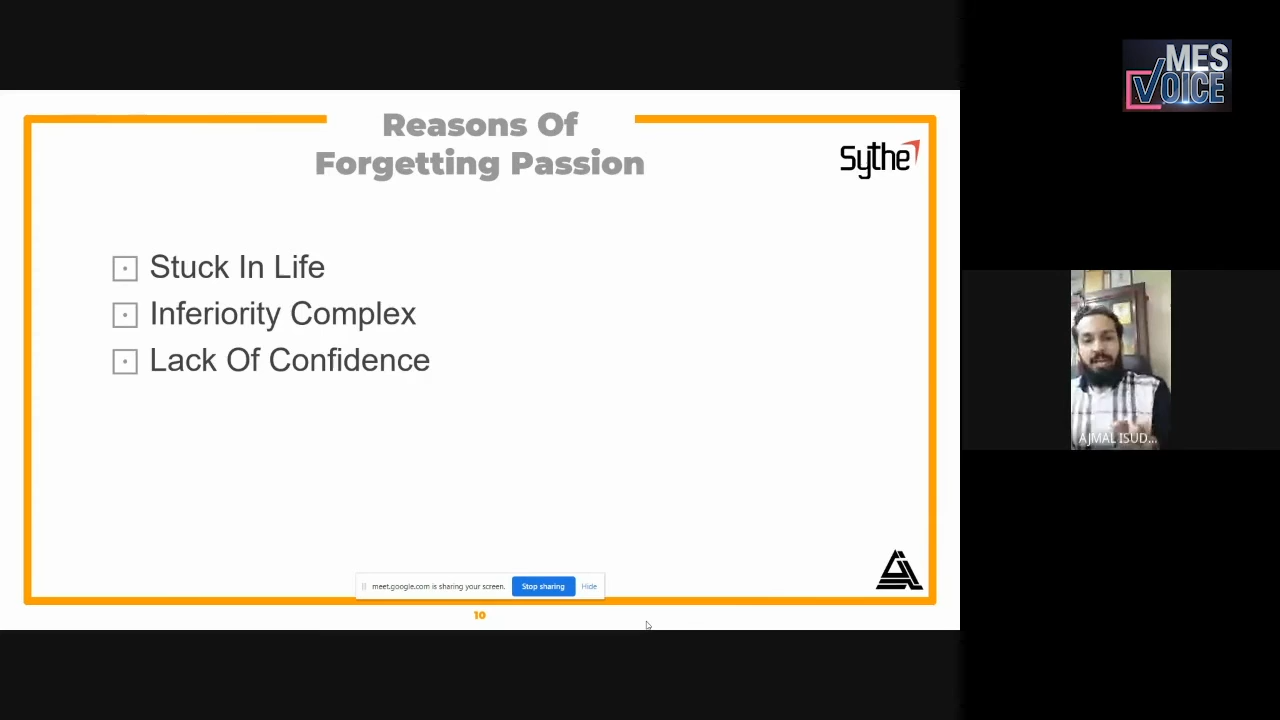 Reasons Of
Forgetting Passion
Sythe
Stuck In Life
Inferiority Complex
Lack Of Confidence
meet.google.com is sharing your screen. Stop sharing Hide
10
MES
VOICE
AJMAL ISUD...